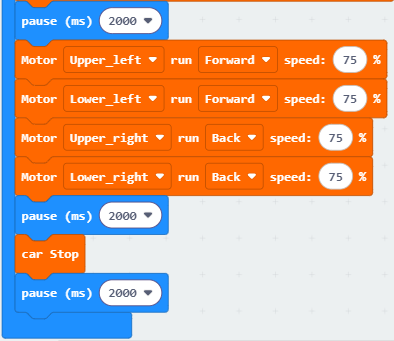 pause (ms) 2000
Motor Upper_left run Forward speed: 75 %
Motor Lower_left run Forward speed: 75 %
Motor Upper_right run Back speed: 75 %
Motor Lower_right run Back speed: 75 %
pause (ms) 2000
car Stop
pause (ms) 2000